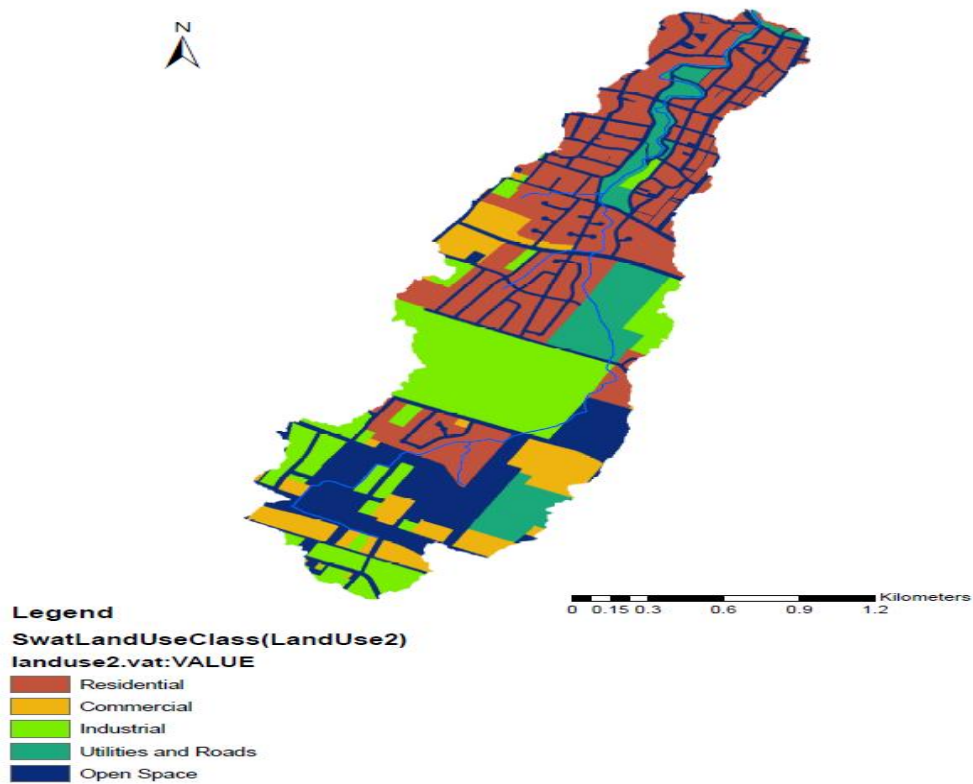 N
Kilometers
0 0.15 0.3 0.6 0.9 1.2
Legend
SwatLandUseClass(LandUse2)
landuse2.vat:VALUE
Residential
Commercial
Industrial
Utilities and Roads
Open Space